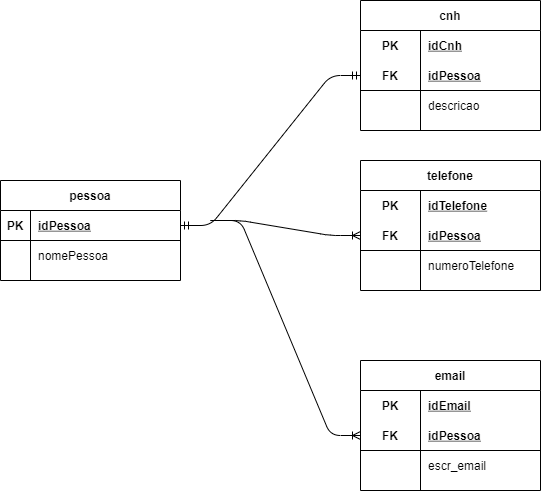 cnh
PK idCnh
FK idPessoa
descricao
telefone
PK idTelefone
FK idPessoa
numeroTelefone
pessoa
PK idPessoa
nomePessoa
email
PK idEmail
FK idPessoa
escr_email